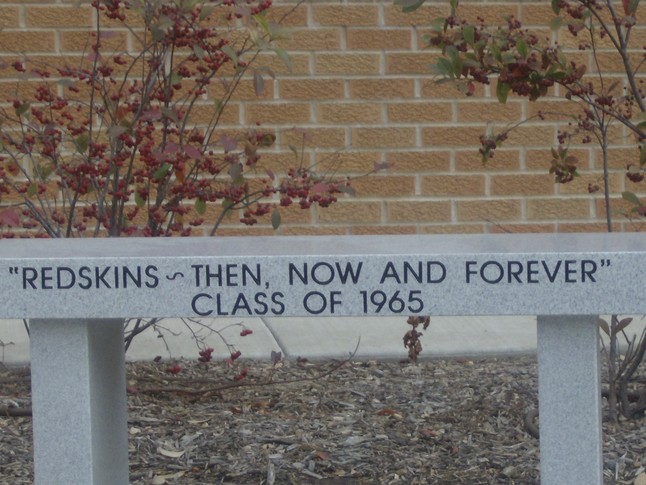 "REDSKINS ~ THEN, NOW AND FOREVER"
CLASS OF 1965